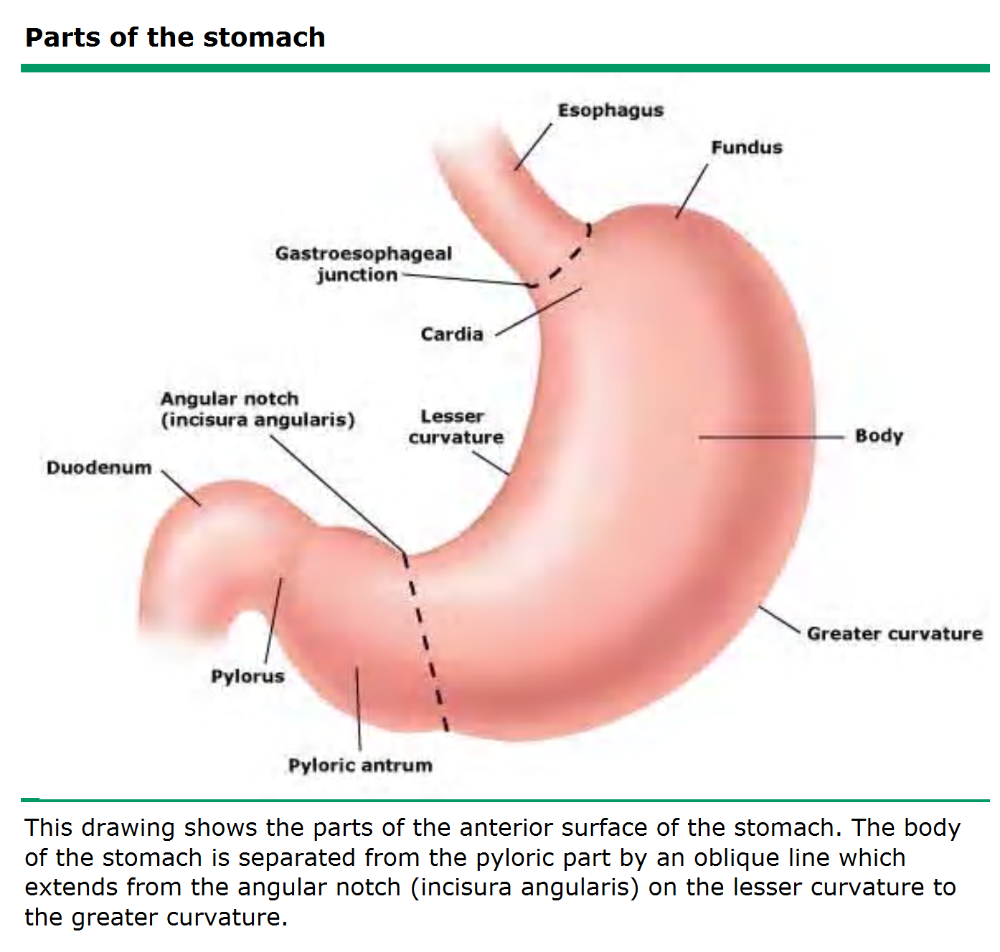 Parts of the stomach
Esophagus
Fundus
Gastroesophageal
junction
Cardia
Angular notch
(incisura angularis)
Lesser
curvature
Body
Duodenum
Greater curvature
Pylorus
Pyloric antrum
This drawing shows the parts of the anterior surface of the stomach. The body
of the stomach is separated from the pyloric part by an oblique line which
extends from the angular notch (incisura angularis) on the lesser curvature to
the greater curvature.